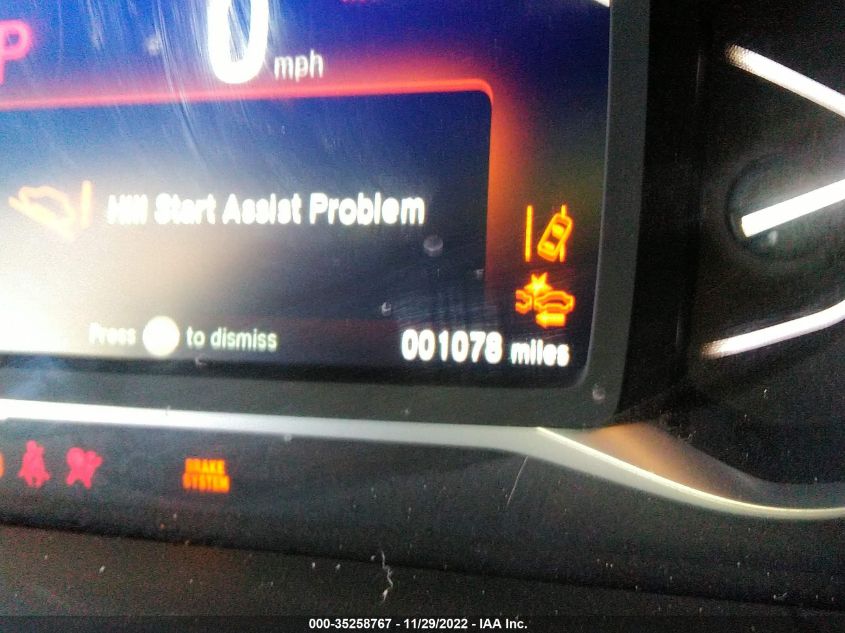 P
0 mph
Hill Start Assist Problem
Press to dismiss
001078 miles
BRAKE
SYSTEM
000-35258767 - 11/29/2022 - IAA Inc.